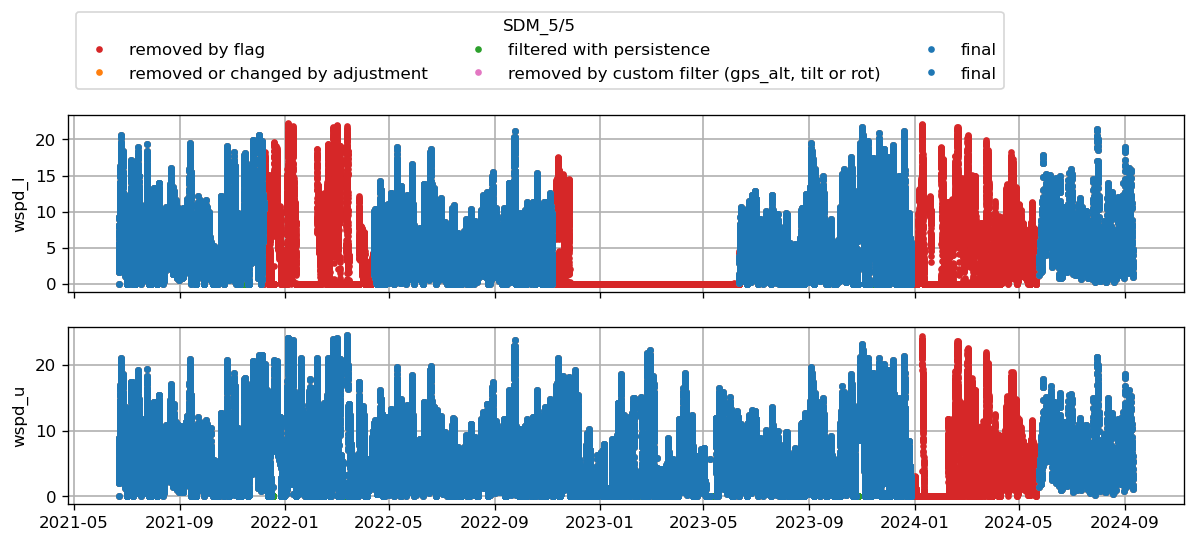 SDM_5/5
removed by flag
filtered with persistence
final
removed or changed by adjustment
removed by custom filter (gps_alt, tilt or rot)
final
20
15
10
5
0
wspd_l
20
10
0
wspd_u
2021-05 2021-09 2022-01 2022-05 2022-09 2023-01 2023-05 2023-09 2024-01 2024-05 2024-09